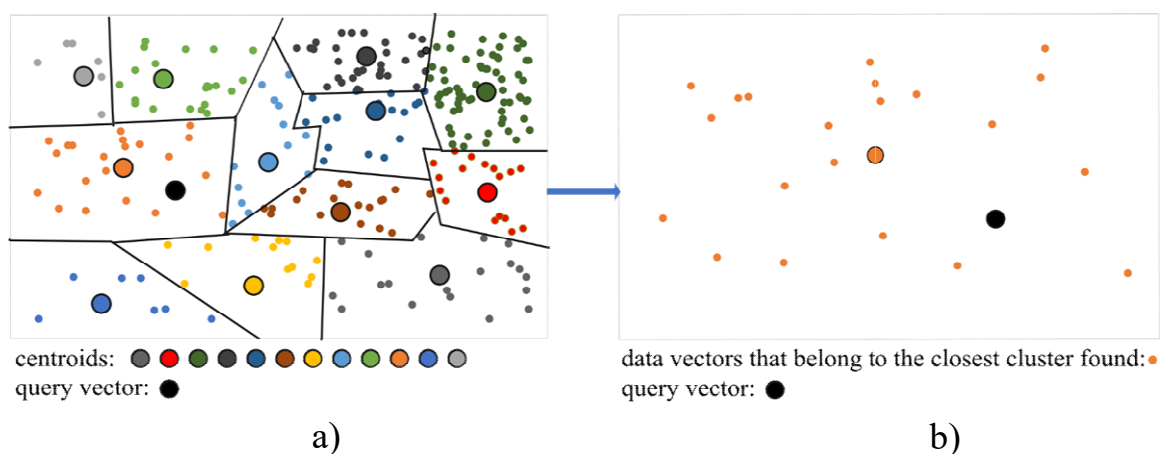 centroids:
query vector:
data vectors that belong to the closest cluster found:
query vector:
a)
b)